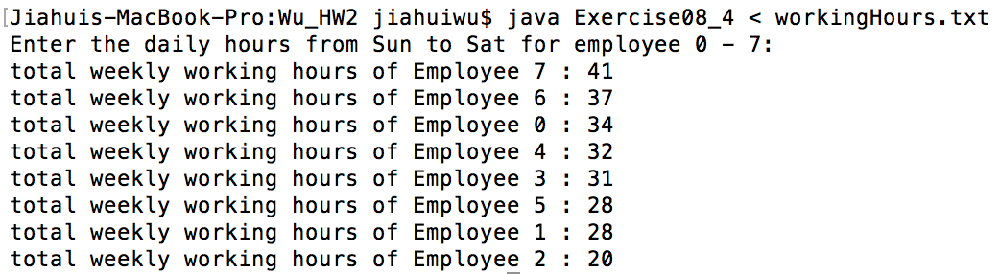 [Jiahuis-MacBook-Pro:Wu_HW2 jiahuiwu$ java Exercise08_4 < workingHours.txt
Enter the daily hours from Sun to Sat for employee 0 - 7:
total weekly working hours of Employee 7 : 41
total weekly working hours of Employee 6 : 37
total weekly working hours of Employee 0 : 34
total weekly working hours of Employee 4 : 32
total weekly working hours of Employee 3 : 31
total weekly working hours of Employee 5 : 28
total weekly working hours of Employee 1 : 28
total weekly working hours of Employee 2 : 20